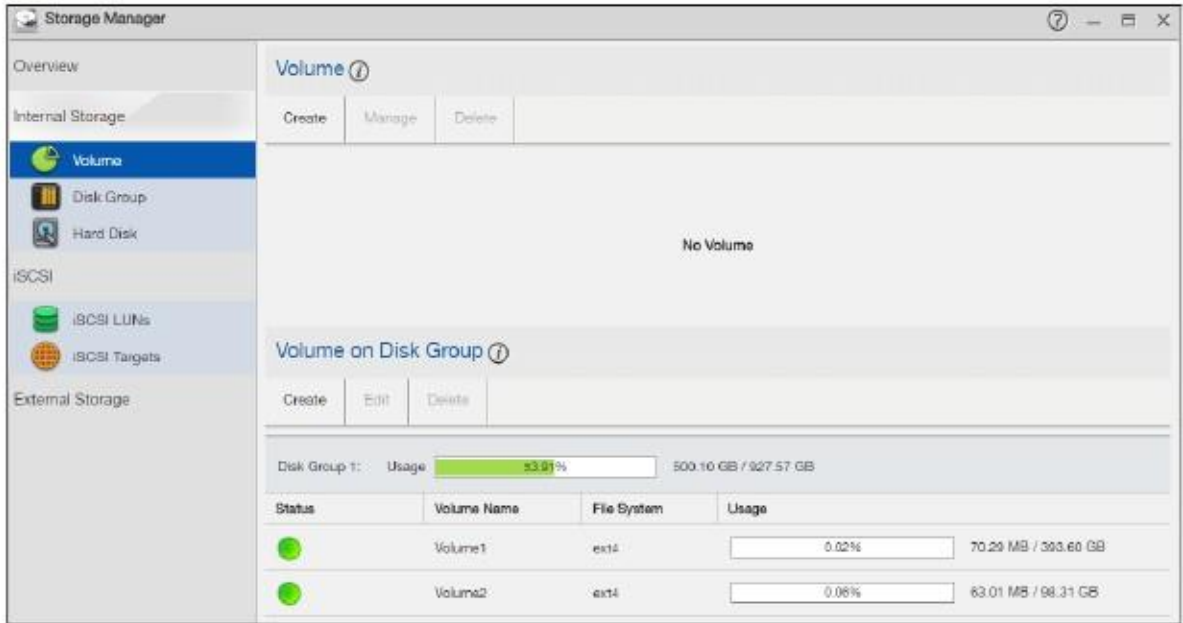 Storage Manager
Overview
Internal Storage
Volume
Disk Group
Hard Disk
iSCSI
iSCSI LUNs
iSCSI Targets
External Storage
Volume
Create Manage Delete
No Volume
Volume on Disk Group
Create Edit Delete
Disk Group 1: Usage 53.91% 500.10 GB / 927.57 GB
Status Volume Name File System Usage
Volume1 ext4 0.02% 70.29 MB / 393.60 GB
Volume2 ext4 0.06% 63.01 MB / 98.31 GB